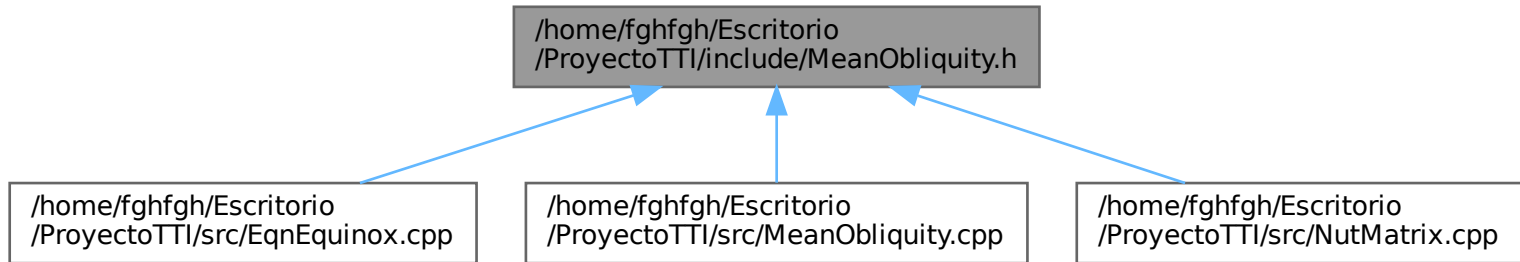 /home/fghfgh/Escritorio
/ProyectoTTI/include/MeanObliquity.h
/home/fghfgh/Escritorio
/ProyectoTTI/src/EqnEquinox.cpp
/home/fghfgh/Escritorio
/ProyectoTTI/src/MeanObliquity.cpp
/home/fghfgh/Escritorio
/ProyectoTTI/src/NutMatrix.cpp